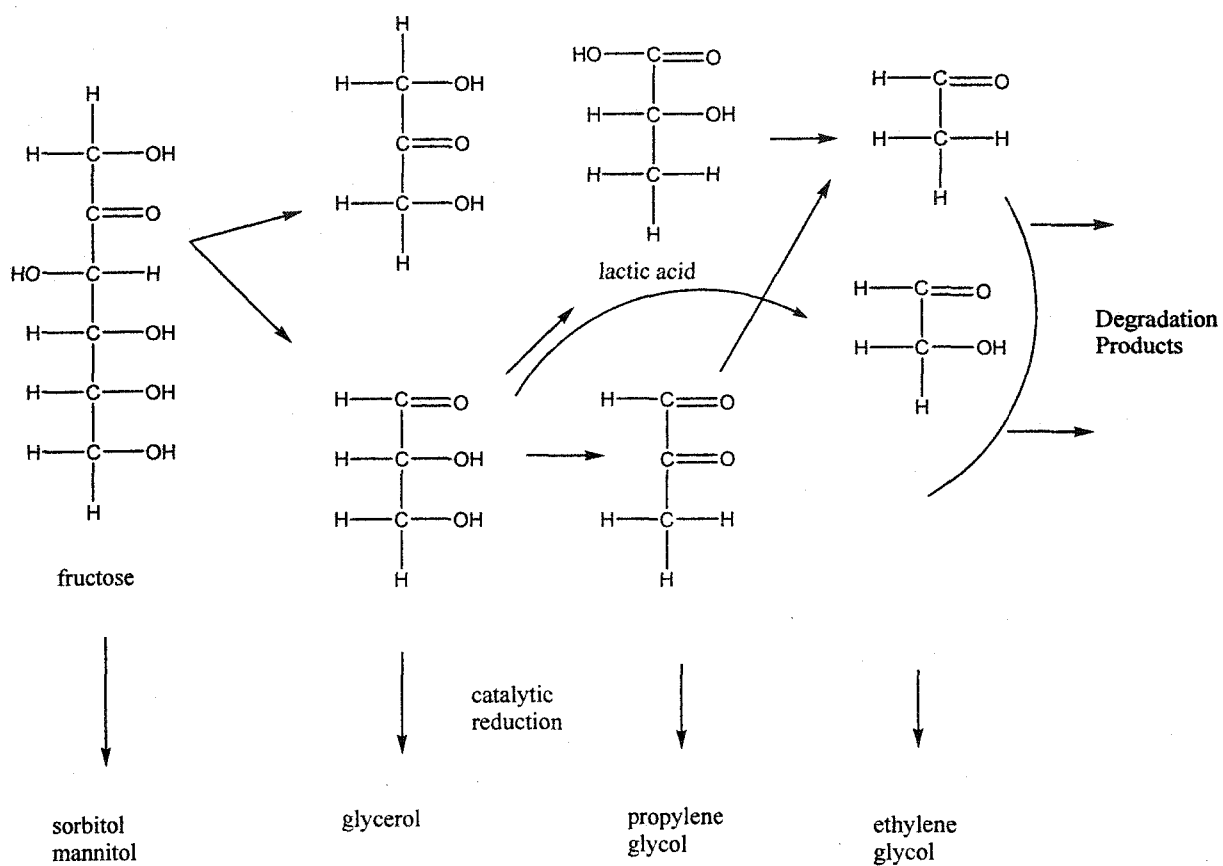 H
H C OH
C O
HO C H
H C OH
H C OH
H C OH
H
fructose
H
H C OH
C O
H C OH
H
HO C O
H C OH
H C H
H
lactic acid
H C O
H C H
H
H C O
H C OH
H
Degradation
Products
H C O
H C OH
H C OH
H
H C O
C O
H C H
H
catalytic
reduction
sorbitol
mannitol
glycerol
propylene
glycol
ethylene
glycol